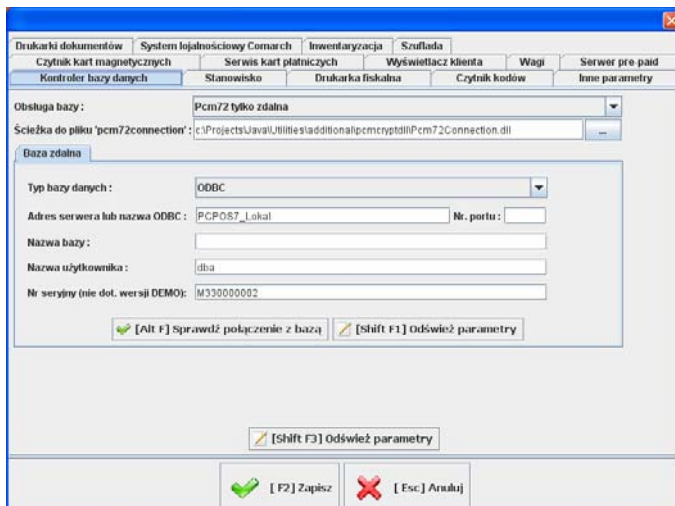 Drukarki dokumentów System lojalnościowy Comarch Inwentaryzacja Szuflada
Czytnik kart magnetycznych Serwis kart płatniczych Wyświetlacz klienta Wagi Serwer pre-paid
Kontroler bazy danych Stanowisko Drukarka fiskalna Czytnik kodów Inne parametry
Obsługa bazy : Pcm72 tylko zdalna
Ścieżka do pliku 'pcm72connection' : c:\Projects\Java\Utilities\additional\pcmcryptdll\Pcm72Connection.dll ...
Baza zdalna
Typ bazy danych : ODBC
Adres serwera lub nazwa ODBC : PCPOS7_Lokal Nr. portu :
Nazwa bazy :
Nazwa użytkownika : dba
Nr seryjny (nie dot. wersji DEMO): M330000002
[Alt F] Sprawdź połączenie z bazą [Shift F1] Odśwież parametry
[Shift F3] Odśwież parametry
[ F2] Zapisz [ Esc] Anuluj